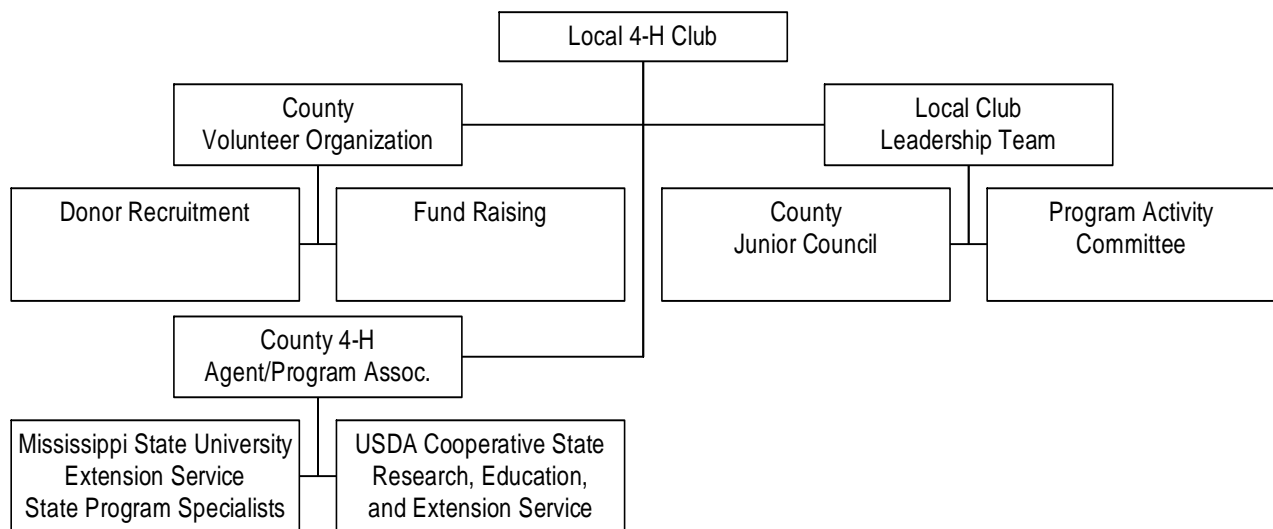 Local 4-H Club
County
Volunteer Organization
Local Club
Leadership Team
Donor Recruitment
Fund Raising
County
Junior Council
Program Activity
Committee
County 4-H
Agent/Program Assoc.
Mississippi State University
Extension Service
State Program Specialists
USDA Cooperative State
Research, Education,
and Extension Service